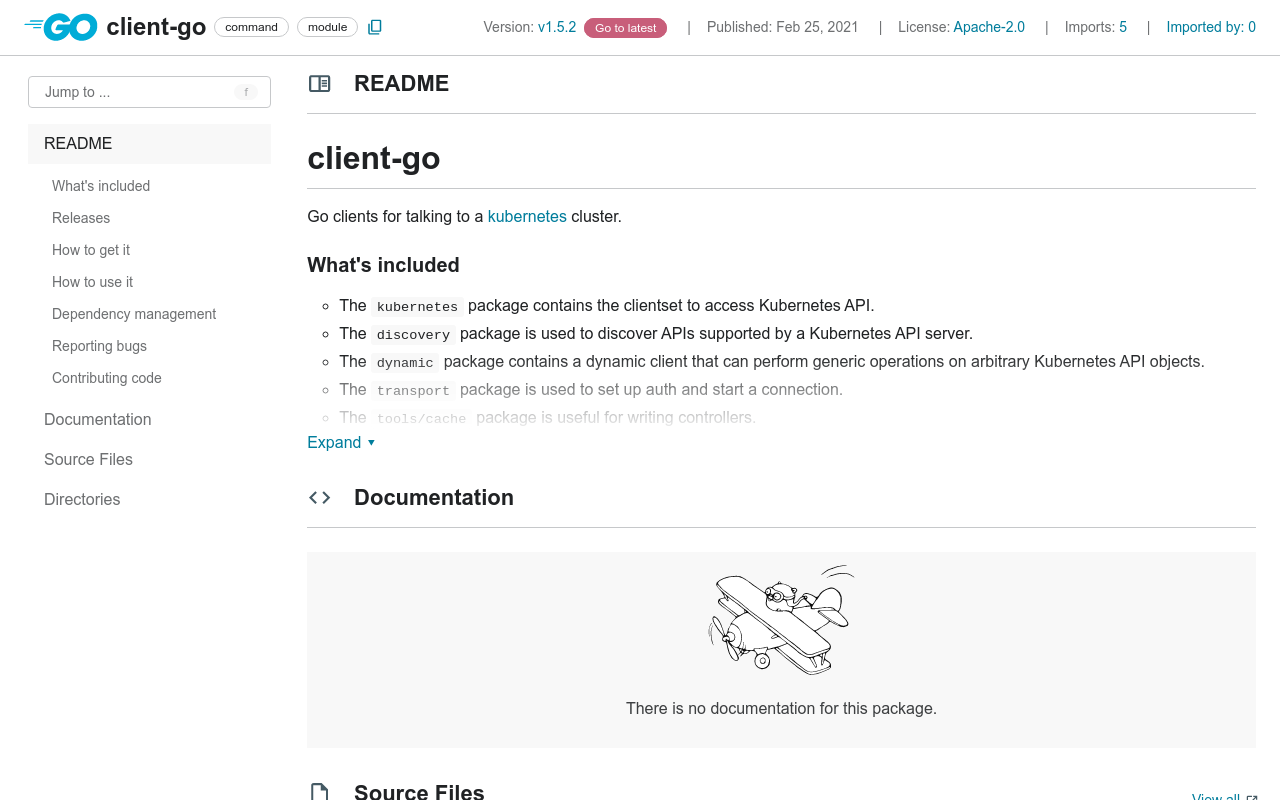 GO client-go command module Version: v1.5.2 Go to latest | Published: Feb 25, 2021 | License: Apache-2.0 | Imports: 5 | Imported by: 0
Jump to ... f
README
What's included
Releases
How to get it
How to use it
Dependency management
Reporting bugs
Contributing code
Documentation
Source Files
Directories
README
client-go
Go clients for talking to a kubernetes cluster.
What's included
The kubernetes package contains the clientset to access Kubernetes API.
The discovery package is used to discover APIs supported by a Kubernetes API server.
The dynamic package contains a dynamic client that can perform generic operations on arbitrary Kubernetes API objects.
The transport package is used to set up auth and start a connection.
The tools/cache package is useful for writing controllers.
Expand
Documentation
There is no documentation for this package.
Source Files View all